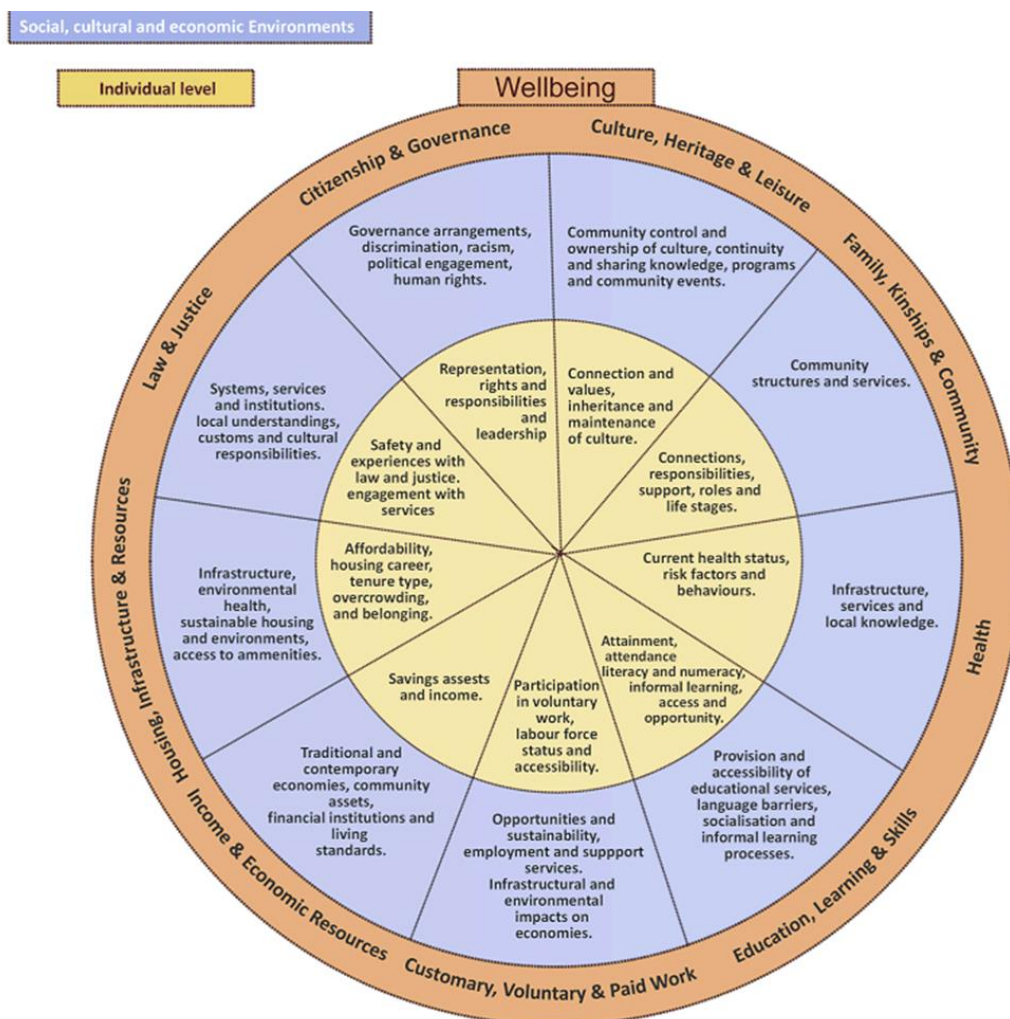 Social, cultural and economic Environments
Individual level
Wellbeing
Citizenship & Governance
Culture, Heritage & Leisure
Family, Kinships & Community
Health
Education, Learning & Skills
Customary, Voluntary & Paid Work
Income & Economic Resources
Housing, Infrastructure & Resources
Law & Justice
Governance arrangements,
discrimination, racism,
political engagement,
human rights.
Community control and
ownership of culture, continuity
and sharing knowledge, programs
and community events.
Community
structures and services.
Infrastructure,
services and
local knowledge.
Provision and
accessibility of
educational services,
language barriers,
socialisation and
informal learning
processes.
Opportunities and
sustainability,
employment and suppport
services.
Infrastructural and
environmental
impacts on
economies.
Traditional and
contemporary
economies, community
assets,
financial institutions and
living
standards.
Infrastructure,
environmental
health,
sustainable housing
and environments,
access to ammenities.
Systems, services
and institutions.
local understandings,
customs and cultural
responsibilities.
Representation,
rights and
responsibilities
and
leadership
Connection and
values,
inheritance and
maintenance
of culture.
Connections,
responsibilities,
support, roles and
life stages.
Current health status,
risk factors and
behaviours.
Attainment,
attendance
literacy and numeracy,
informal learning,
access and
opportunity.
Participation
in voluntary
work,
labour force
status and
accessibility.
Savings assests
and income.
Affordability,
housing career,
tenure type,
overcrowding,
and belonging.
Safety and
experiences with
law and justice.
engagement with
services